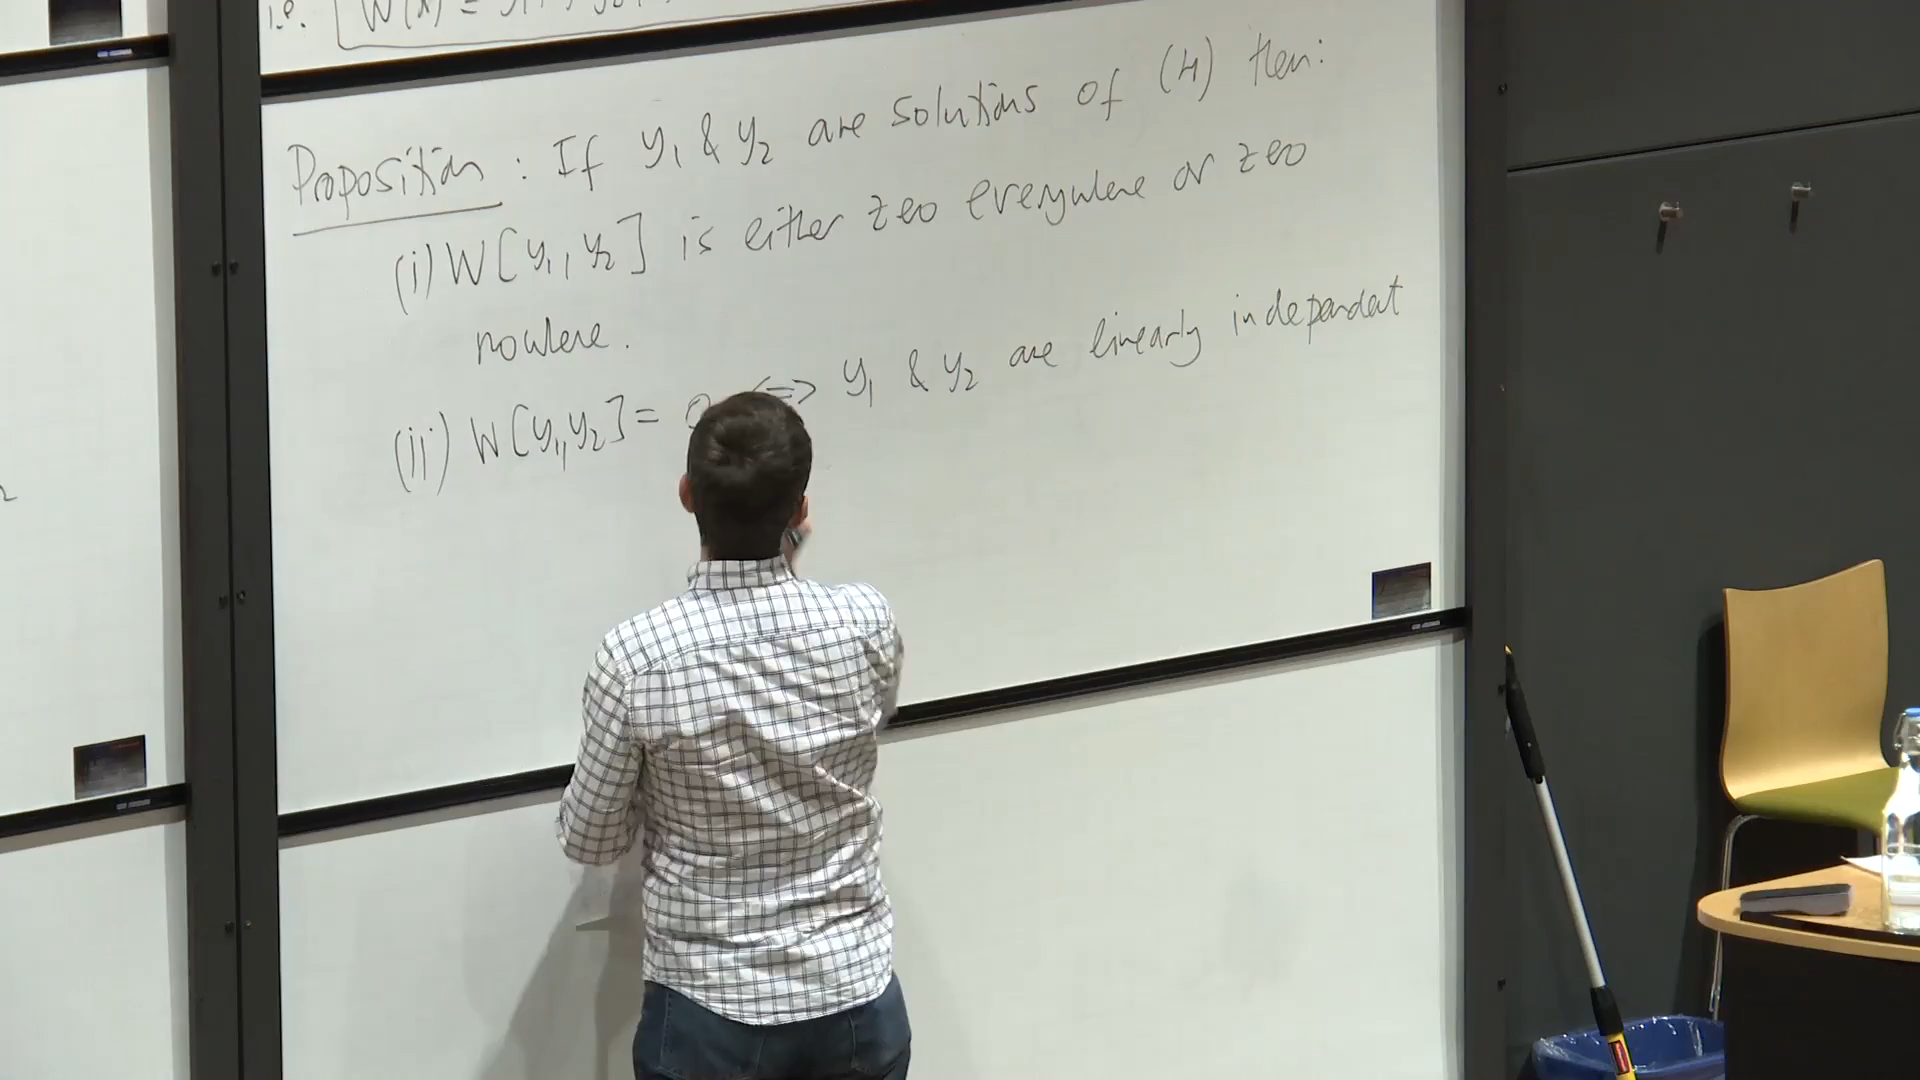 i.e. W(x) =
Proposition : If y₁ & y₂ are solutions of (H) then:
(i) W[y₁, y₂] is either zero everywhere or zero
nowhere.
(ii) W[y₁, y₂] = 0 <=> y₁ & y₂ are linearly independent